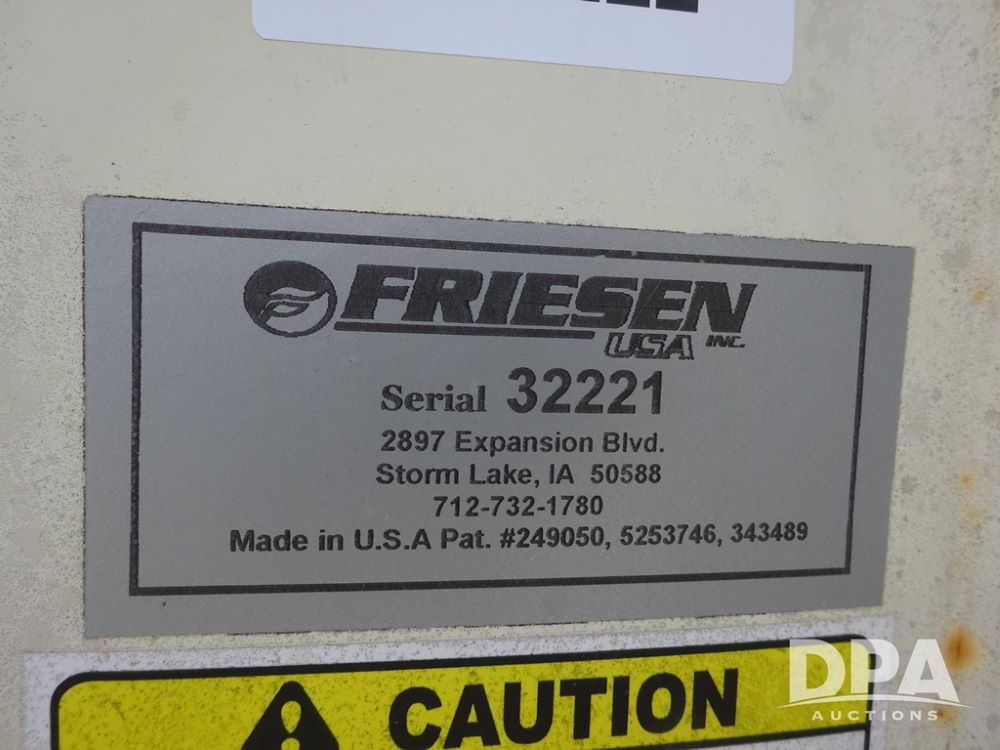 FRIESEN
USA INC.
Serial 32221
2897 Expansion Blvd.
Storm Lake, IA 50588
712-732-1780
Made in U.S.A Pat. #249050, 5253746, 343489
CAUTION
DPA
AUCTIONS